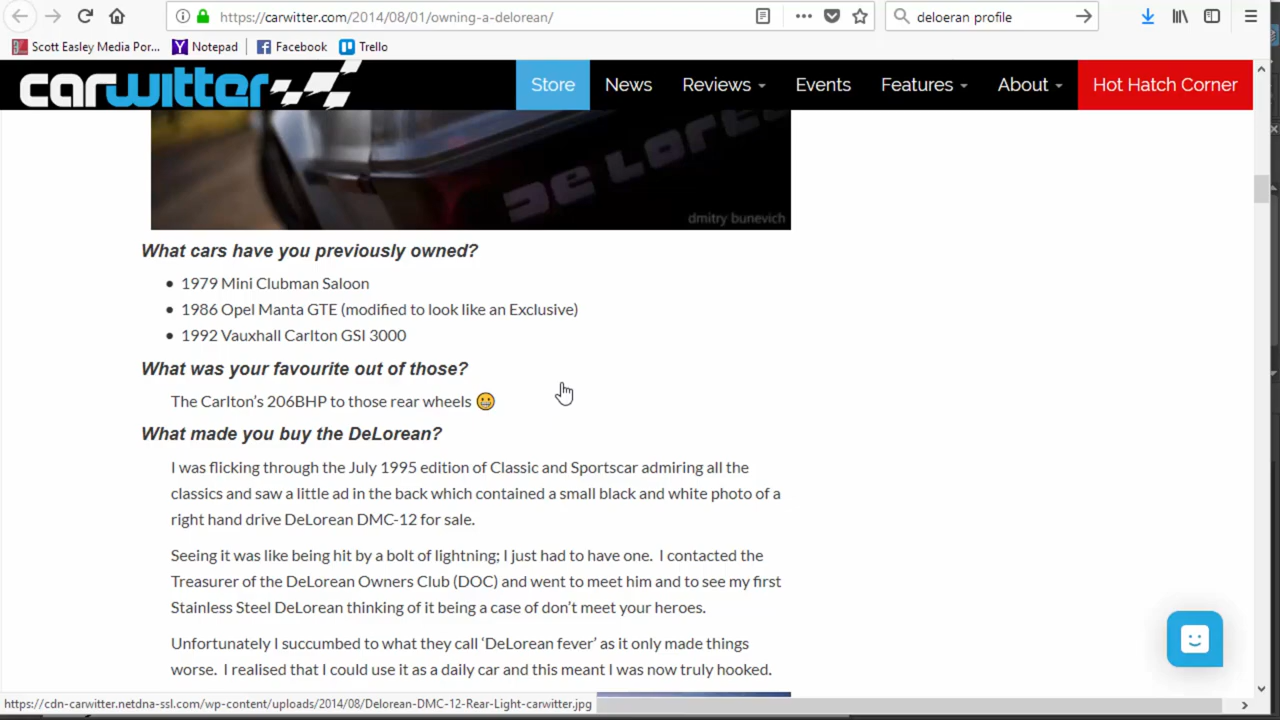 https://carwitter.com/2014/08/01/owning-a-delorean/
deloeran profile
Scott Easley Media Por... Notepad Facebook Trello
carwitter Store News Reviews Events Features About Hot Hatch Corner
DE LOREA
dmitry bunevich
What cars have you previously owned?
• 1979 Mini Clubman Saloon
• 1986 Opel Manta GTE (modified to look like an Exclusive)
• 1992 Vauxhall Carlton GSI 3000
What was your favourite out of those?
The Carlton’s 206BHP to those rear wheels 😀
What made you buy the DeLorean?
I was flicking through the July 1995 edition of Classic and Sportscar admiring all the
classics and saw a little ad in the back which contained a small black and white photo of a
right hand drive DeLorean DMC-12 for sale.
Seeing it was like being hit by a bolt of lightning; I just had to have one. I contacted the
Treasurer of the DeLorean Owners Club (DOC) and went to meet him and to see my first
Stainless Steel DeLorean thinking of it being a case of don’t meet your heroes.
Unfortunately I succumbed to what they call ‘DeLorean fever’ as it only made things
worse. I realised that I could use it as a daily car and this meant I was now truly hooked.
https://cdn-carwitter.netdna-ssl.com/wp-content/uploads/2014/08/Delorean-DMC-12-Rear-Light-carwitter.jpg